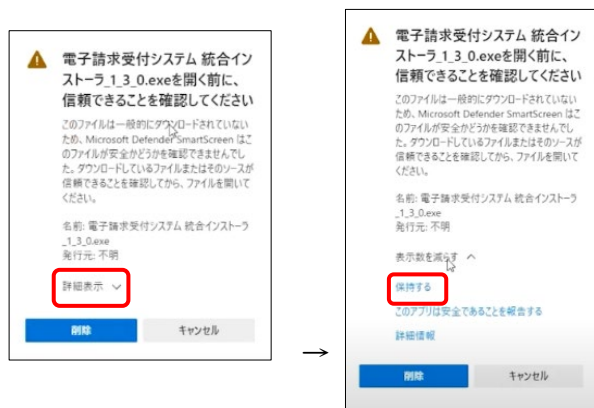 電子請求受付システム 統合イン
ストーラ_1_3_0.exeを開く前に、
信頼できることを確認してください
このファイルは一般的にダウンロードされていない
ため、Microsoft Defender SmartScreen はこ
のファイルが安全かどうかを確認できませんでし
た。ダウンロードしているファイルまたはそのソースが
信頼できることを確認してから、ファイルを開いて
ください。
名前: 電子請求受付システム 統合インストーラ
_1_3_0.exe
発行元: 不明
詳細表示
削除
キャンセル
→
電子請求受付システム 統合イン
ストーラ_1_3_0.exeを開く前に、
信頼できることを確認してください
このファイルは一般的にダウンロードされていない
ため、Microsoft Defender SmartScreen はこ
のファイルが安全かどうかを確認できませんでし
た。ダウンロードしているファイルまたはそのソースが
信頼できることを確認してから、ファイルを開いて
ください。
名前: 電子請求受付システム 統合インストーラ
_1_3_0.exe
発行元: 不明
表示数を減らす
保持する
このアプリは安全であることを報告する
詳細情報
削除
キャンセル